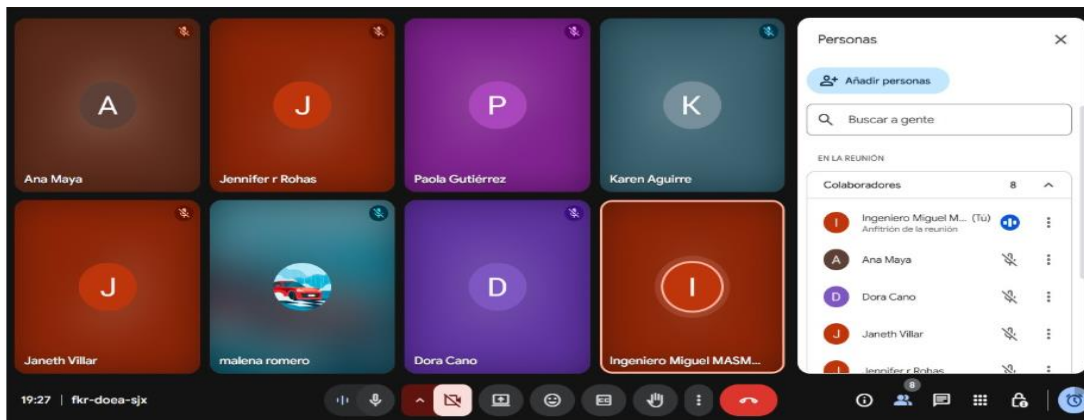 A
Ana Maya
J
Jennifer r Rohas
P
Paola Gutiérrez
K
Karen Aguirre
J
Janeth Villar
malena romero
D
Dora Cano
I
Ingeniero Miguel MASM...
Personas
Añadir personas
Buscar a gente
EN LA REUNIÓN
Colaboradores 8
I Ingeniero Miguel M... (Tú)
Anfitrión de la reunión
A Ana Maya
D Dora Cano
J Janeth Villar
Jennifer r Rohas
19:27 | fkr-doea-sjx
CC
8